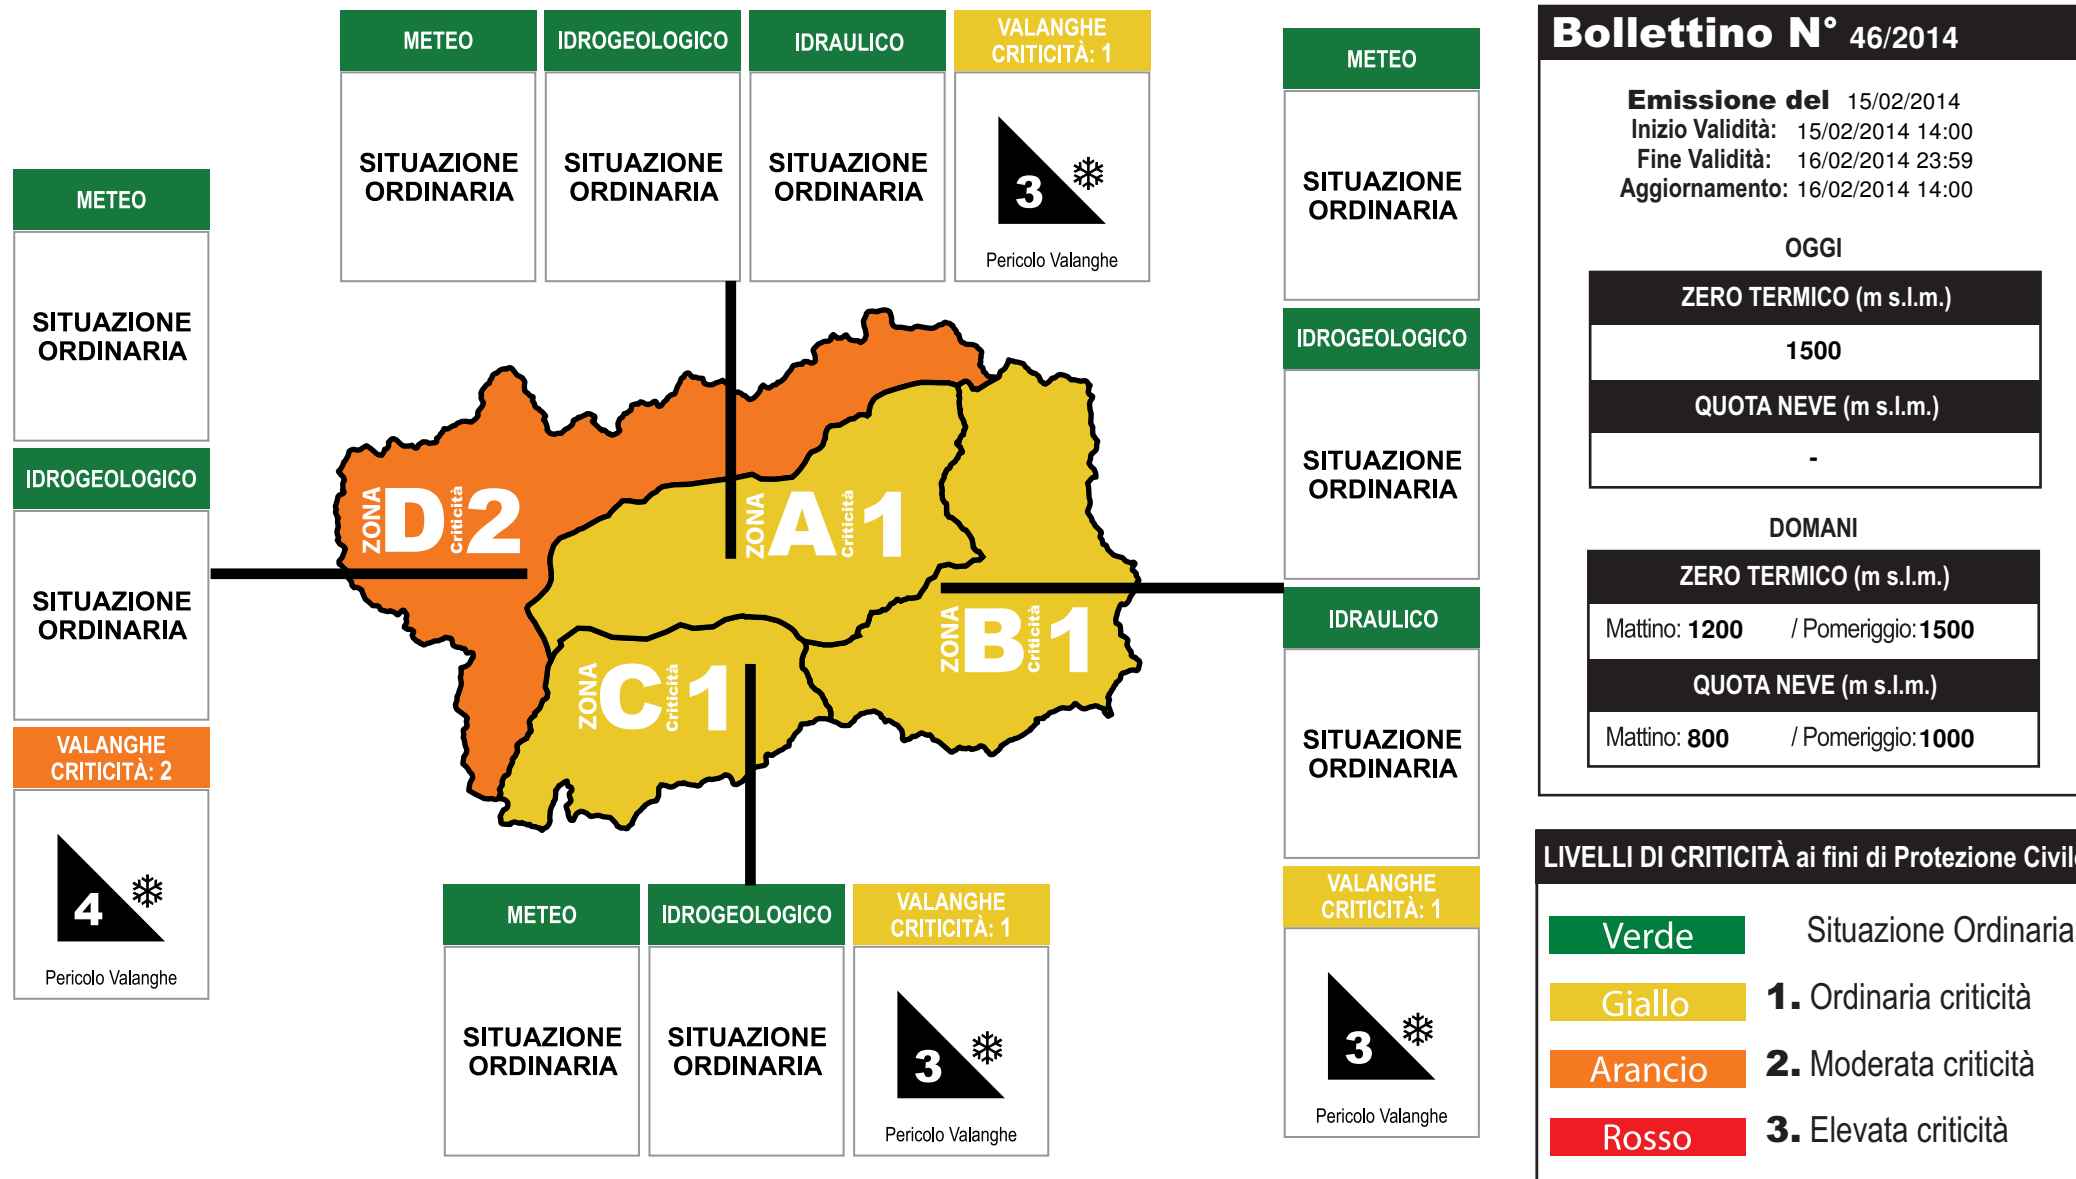 METEO
IDROGEOLOGICO
IDRAULICO
VALANGHE
CRITICITÀ: 1
SITUAZIONE
ORDINARIA
SITUAZIONE
ORDINARIA
SITUAZIONE
ORDINARIA
3
Pericolo Valanghe
METEO
SITUAZIONE
ORDINARIA
IDROGEOLOGICO
SITUAZIONE
ORDINARIA
VALANGHE
CRITICITÀ: 2
4
Pericolo Valanghe
ZONA D Criticità 2
ZONA A Criticità 1
ZONA B Criticità 1
ZONA C Criticità 1
METEO
IDROGEOLOGICO
VALANGHE
CRITICITÀ: 1
SITUAZIONE
ORDINARIA
SITUAZIONE
ORDINARIA
3
Pericolo Valanghe
METEO
SITUAZIONE
ORDINARIA
IDROGEOLOGICO
SITUAZIONE
ORDINARIA
IDRAULICO
SITUAZIONE
ORDINARIA
VALANGHE
CRITICITÀ: 1
3
Pericolo Valanghe
Bollettino N° 46/2014
Emissione del 15/02/2014
Inizio Validità: 15/02/2014 14:00
Fine Validità: 16/02/2014 23:59
Aggiornamento: 16/02/2014 14:00
OGGI
ZERO TERMICO (m s.l.m.)
1500
QUOTA NEVE (m s.l.m.)
-
DOMANI
ZERO TERMICO (m s.l.m.)
Mattino: 1200 / Pomeriggio: 1500
QUOTA NEVE (m s.l.m.)
Mattino: 800 / Pomeriggio: 1000
LIVELLI DI CRITICITÀ ai fini di Protezione Civile
Verde Situazione Ordinaria
Giallo 1. Ordinaria criticità
Arancio 2. Moderata criticità
Rosso 3. Elevata criticità